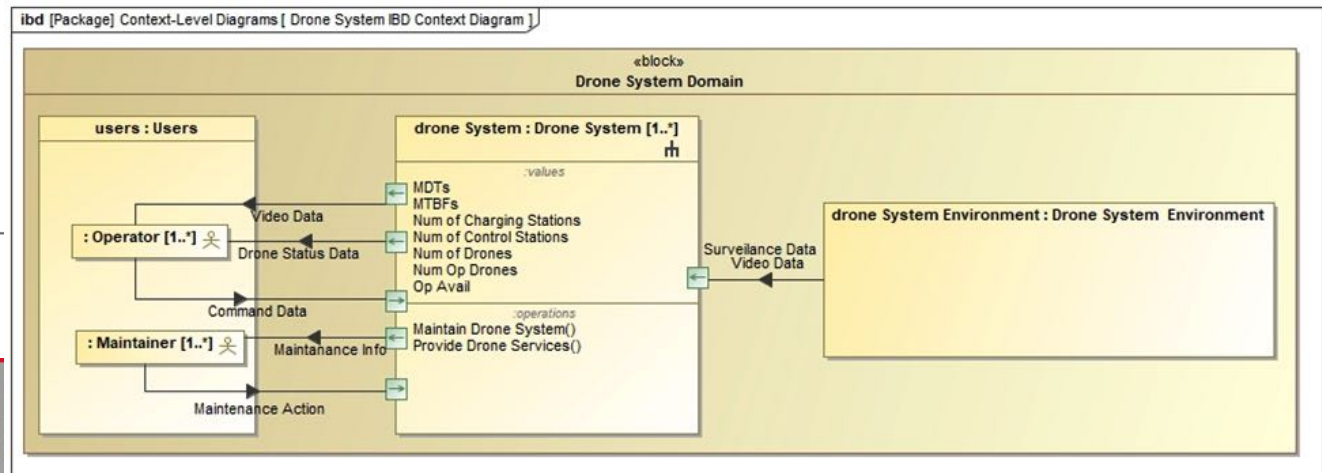 ibd [Package] Context-Level Diagrams [ Drone System IBD Context Diagram ]
«block»
Drone System Domain
users : Users
: Operator [1..*]
: Maintainer [1..*]
Video Data
Drone Status Data
Command Data
Maintanance Info
Maintenance Action
drone System : Drone System [1..*]
:values
MDTs
MTBFs
Num of Charging Stations
Num of Control Stations
Num of Drones
Num Op Drones
Op Avail
:operations
Maintain Drone System()
Provide Drone Services()
Surveilance Data
Video Data
drone System Environment : Drone System  Environment